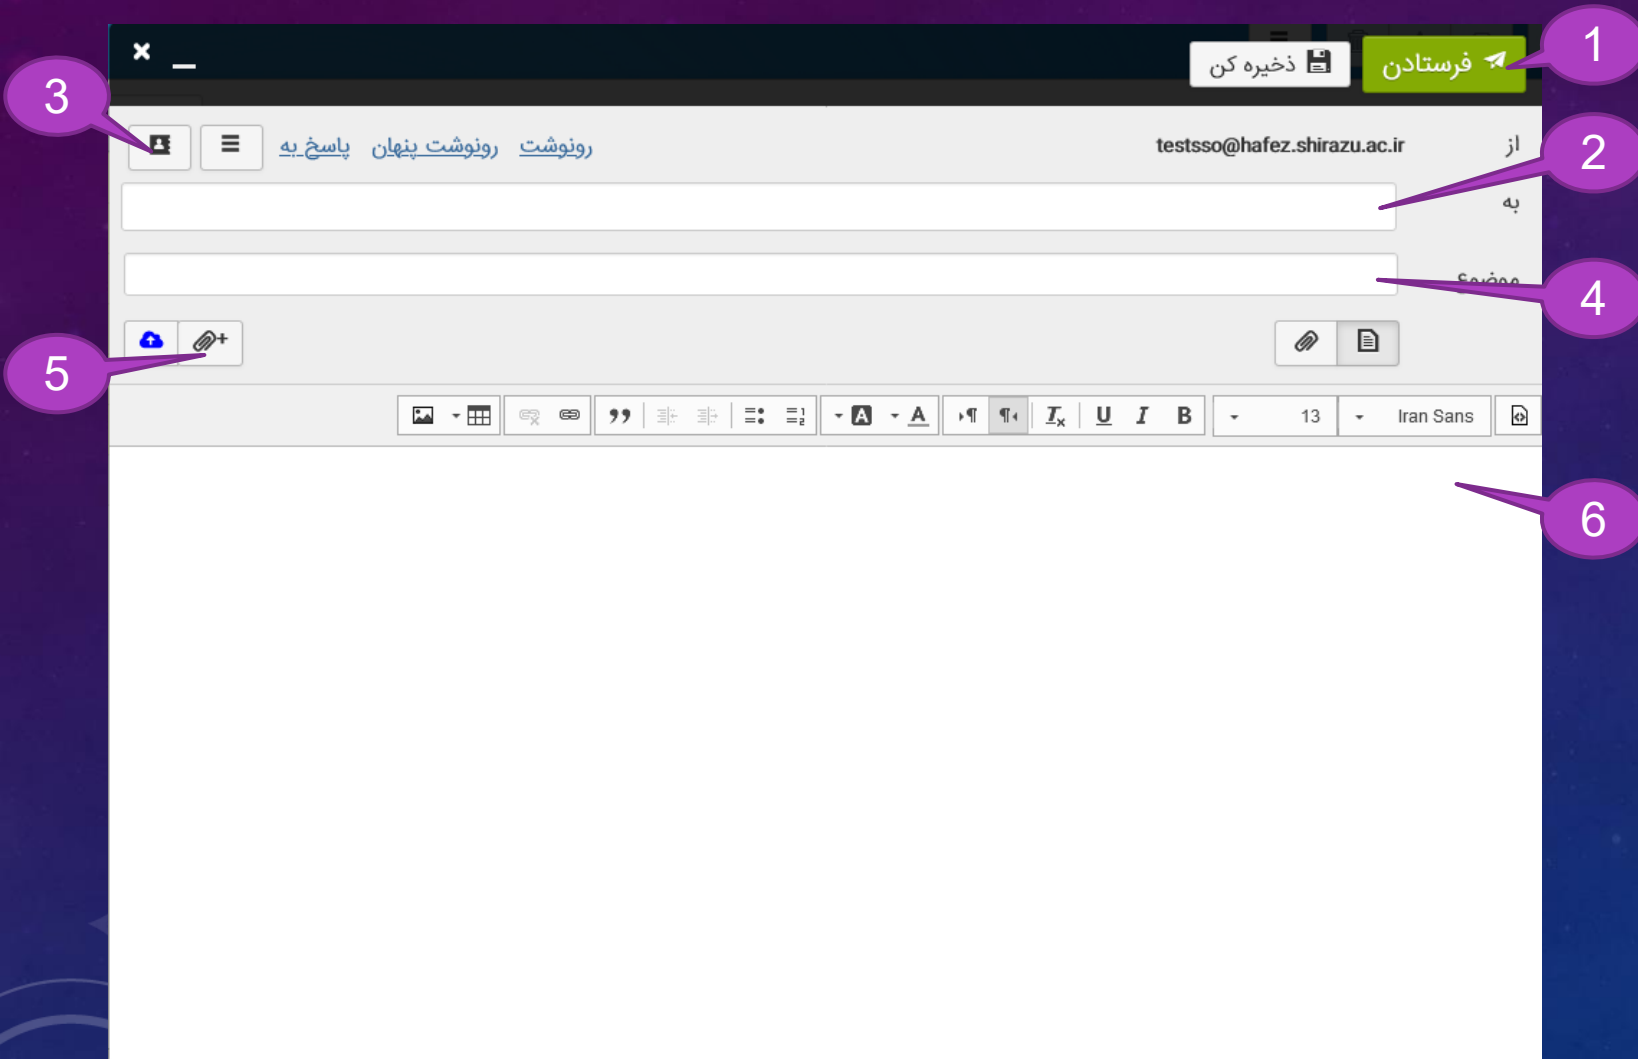 1
فرستادن ذخیره کن
3
از testsso@hafez.shirazu.ac.ir رونوشت رونوشت پنهان پاسخ به
2
به
موضوع
4
5
Iran Sans 13 B I U
6